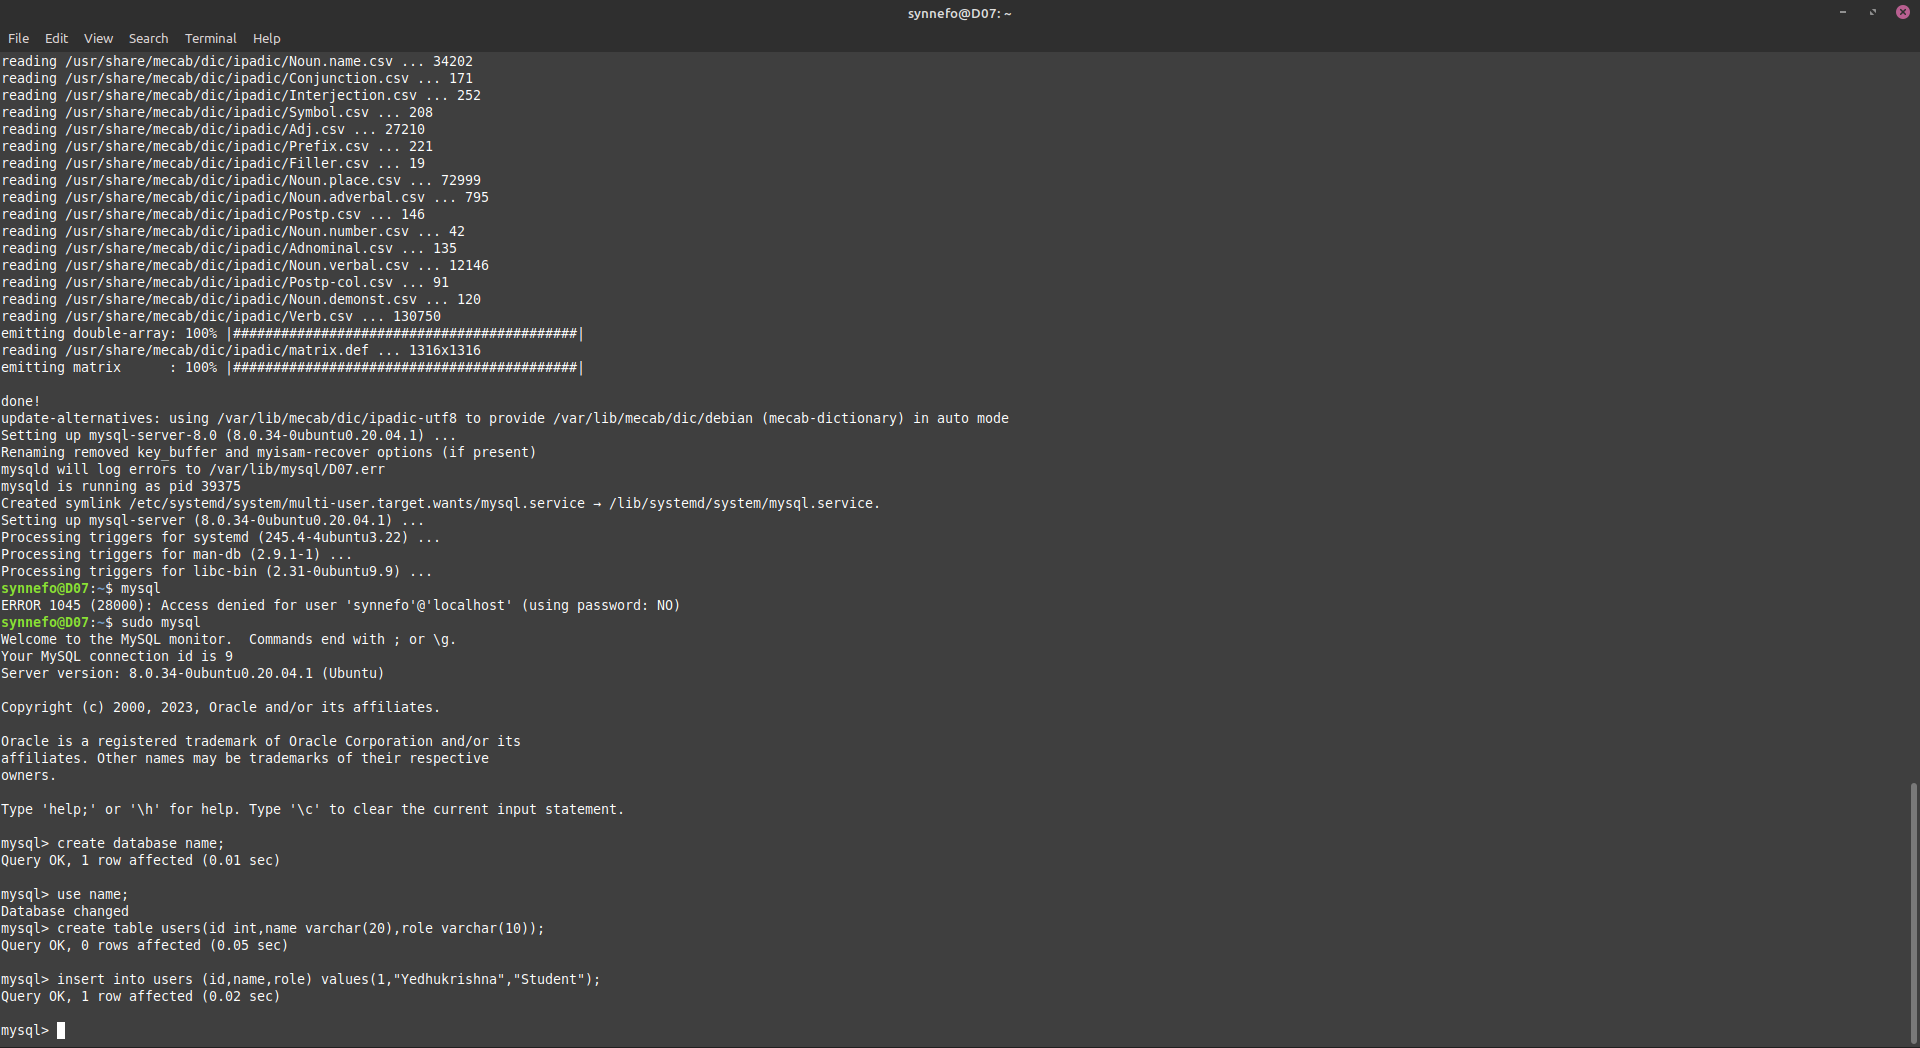 synnefo@D07: ~
File Edit View Search Terminal Help
reading /usr/share/mecab/dic/ipadic/Noun.name.csv ... 34202
reading /usr/share/mecab/dic/ipadic/Conjunction.csv ... 171
reading /usr/share/mecab/dic/ipadic/Interjection.csv ... 252
reading /usr/share/mecab/dic/ipadic/Symbol.csv ... 208
reading /usr/share/mecab/dic/ipadic/Adj.csv ... 27210
reading /usr/share/mecab/dic/ipadic/Prefix.csv ... 221
reading /usr/share/mecab/dic/ipadic/Filler.csv ... 19
reading /usr/share/mecab/dic/ipadic/Noun.place.csv ... 72999
reading /usr/share/mecab/dic/ipadic/Noun.adverbal.csv ... 795
reading /usr/share/mecab/dic/ipadic/Postp.csv ... 146
reading /usr/share/mecab/dic/ipadic/Noun.number.csv ... 42
reading /usr/share/mecab/dic/ipadic/Adnominal.csv ... 135
reading /usr/share/mecab/dic/ipadic/Noun.verbal.csv ... 12146
reading /usr/share/mecab/dic/ipadic/Postp-col.csv ... 91
reading /usr/share/mecab/dic/ipadic/Noun.demonst.csv ... 120
reading /usr/share/mecab/dic/ipadic/Verb.csv ... 130750
emitting double-array: 100% |###########################################|
reading /usr/share/mecab/dic/ipadic/matrix.def ... 1316x1316
emitting matrix      : 100% |###########################################|
done!
update-alternatives: using /var/lib/mecab/dic/ipadic-utf8 to provide /var/lib/mecab/dic/debian (mecab-dictionary) in auto mode
Setting up mysql-server-8.0 (8.0.34-0ubuntu0.20.04.1) ...
Renaming removed key_buffer and myisam-recover options (if present)
mysqld will log errors to /var/lib/mysql/D07.err
mysqld is running as pid 39375
Created symlink /etc/systemd/system/multi-user.target.wants/mysql.service → /lib/systemd/system/mysql.service.
Setting up mysql-server (8.0.34-0ubuntu0.20.04.1) ...
Processing triggers for systemd (245.4-4ubuntu3.22) ...
Processing triggers for man-db (2.9.1-1) ...
Processing triggers for libc-bin (2.31-0ubuntu9.9) ...
synnefo@D07:~$ mysql
ERROR 1045 (28000): Access denied for user 'synnefo'@'localhost' (using password: NO)
synnefo@D07:~$ sudo mysql
Welcome to the MySQL monitor.  Commands end with ; or \g.
Your MySQL connection id is 9
Server version: 8.0.34-0ubuntu0.20.04.1 (Ubuntu)
Copyright (c) 2000, 2023, Oracle and/or its affiliates.
Oracle is a registered trademark of Oracle Corporation and/or its
affiliates. Other names may be trademarks of their respective
owners.
Type 'help;' or '\h' for help. Type '\c' to clear the current input statement.
mysql> create database name;
Query OK, 1 row affected (0.01 sec)
mysql> use name;
Database changed
mysql> create table users(id int,name varchar(20),role varchar(10));
Query OK, 0 rows affected (0.05 sec)
mysql> insert into users (id,name,role) values(1,"Yedhukrishna","Student");
Query OK, 1 row affected (0.02 sec)
mysql>